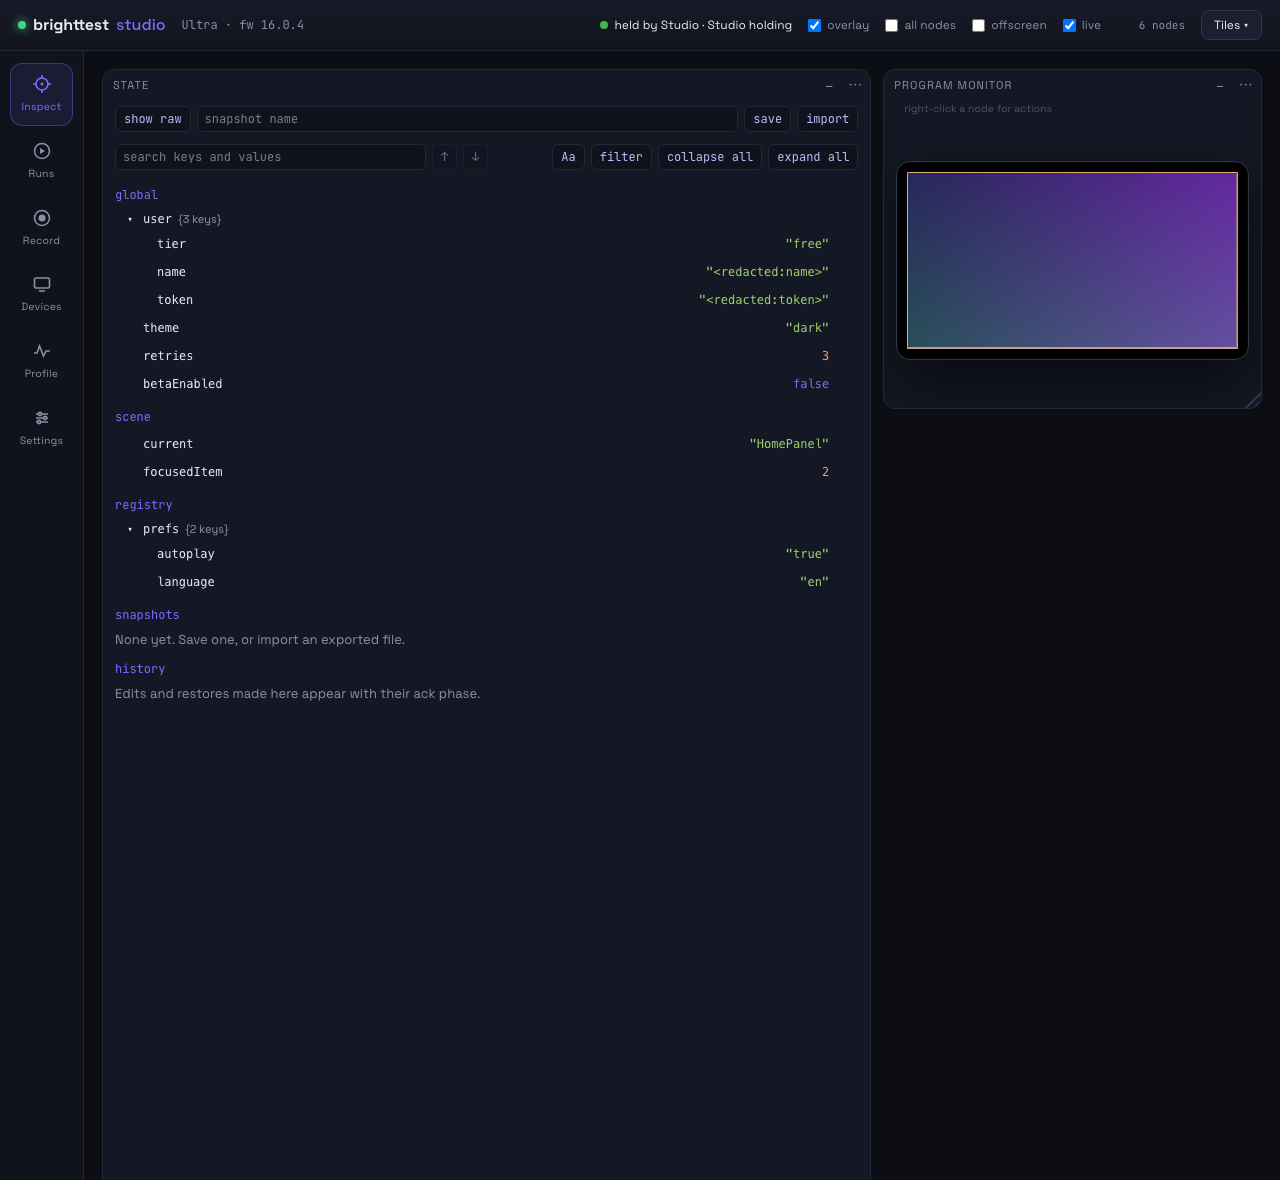 brighttest studio Ultra · fw 16.0.4 held by Studio · Studio holding overlay all nodes offscreen live 6 nodes Tiles ▾
Inspect
Runs
Record
Devices
Profile
Settings
STATE – ···
show raw snapshot name save import
search keys and values ↑ ↓ Aa filter collapse all expand all
global
▾ user {3 keys}
tier "free"
name "<redacted:name>"
token "<redacted:token>"
theme "dark"
retries 3
betaEnabled false
scene
current "HomePanel"
focusedItem 2
registry
▾ prefs {2 keys}
autoplay "true"
language "en"
snapshots
None yet. Save one, or import an exported file.
history
Edits and restores made here appear with their ack phase.
PROGRAM MONITOR – ···
right-click a node for actions